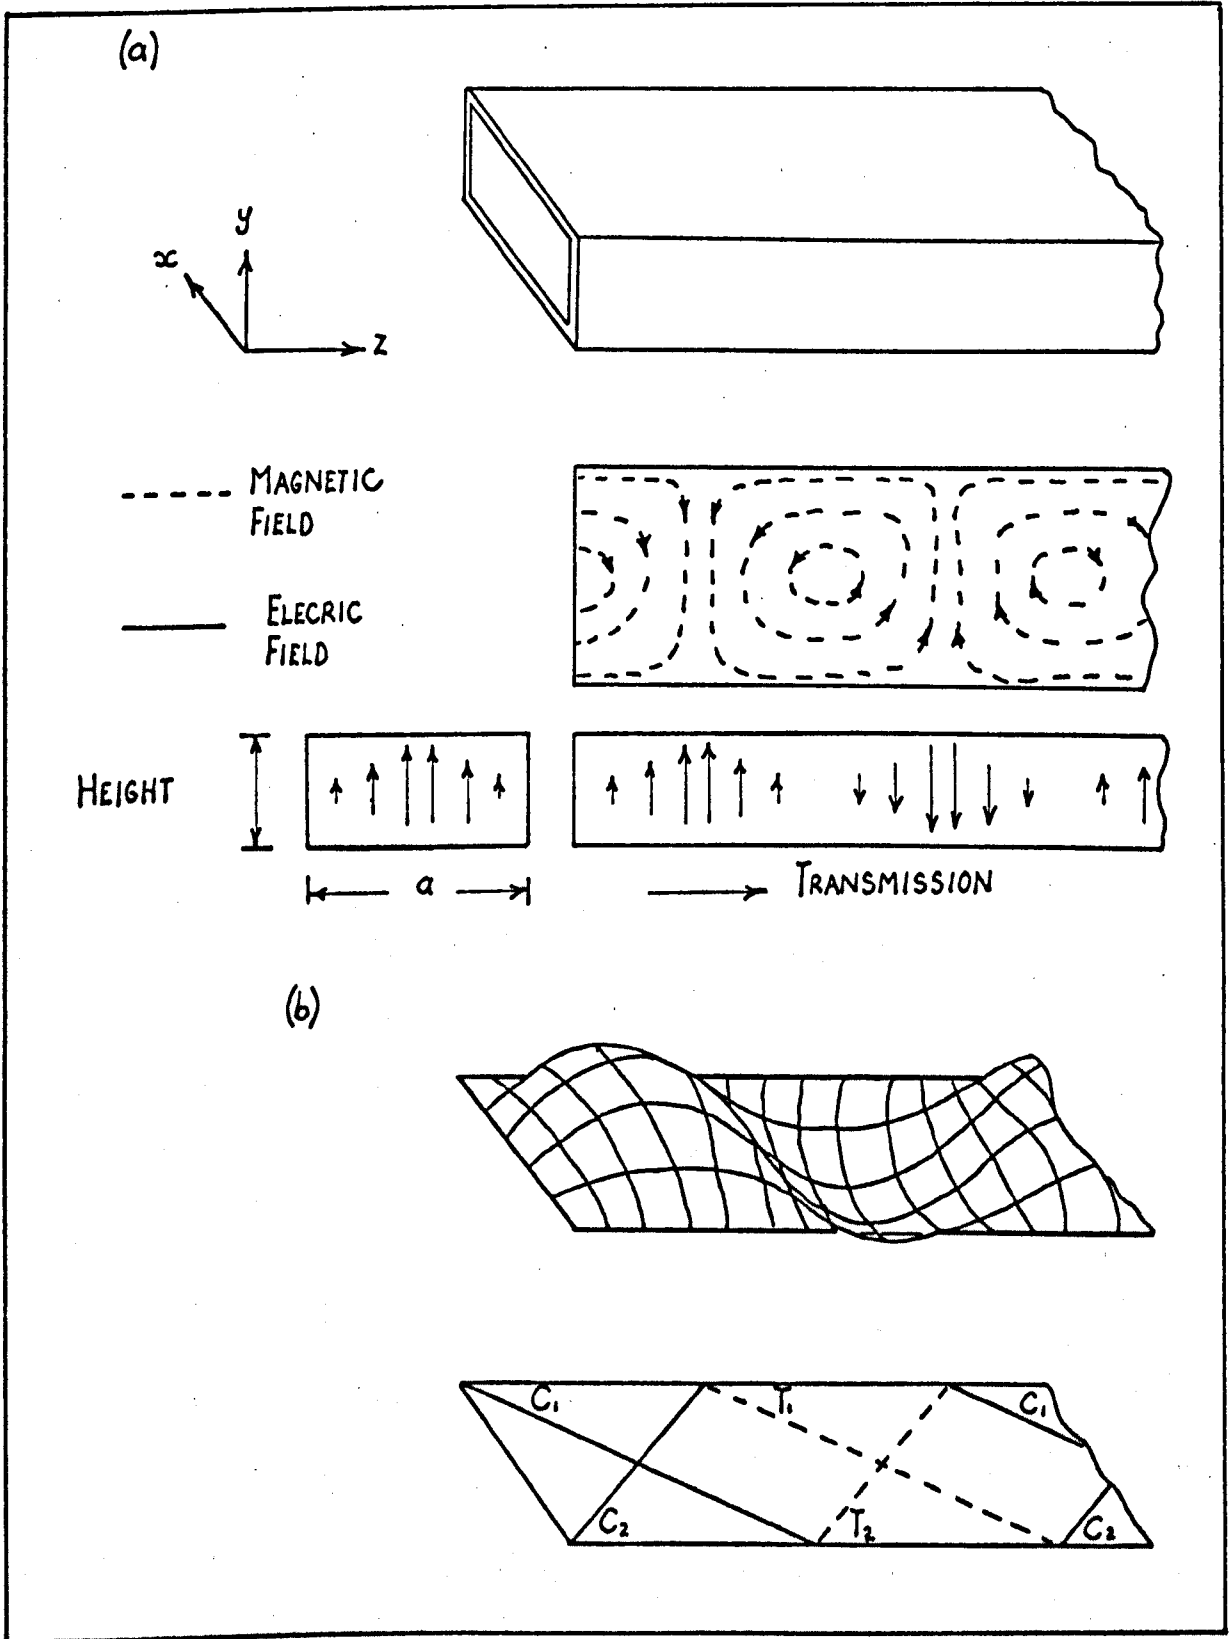 (a)
y
x
z
MAGNETIC
FIELD
ELECRIC
FIELD
HEIGHT
a
TRANSMISSION
(b)
C₁
T₁
C₁
C₂
T₂
C₂